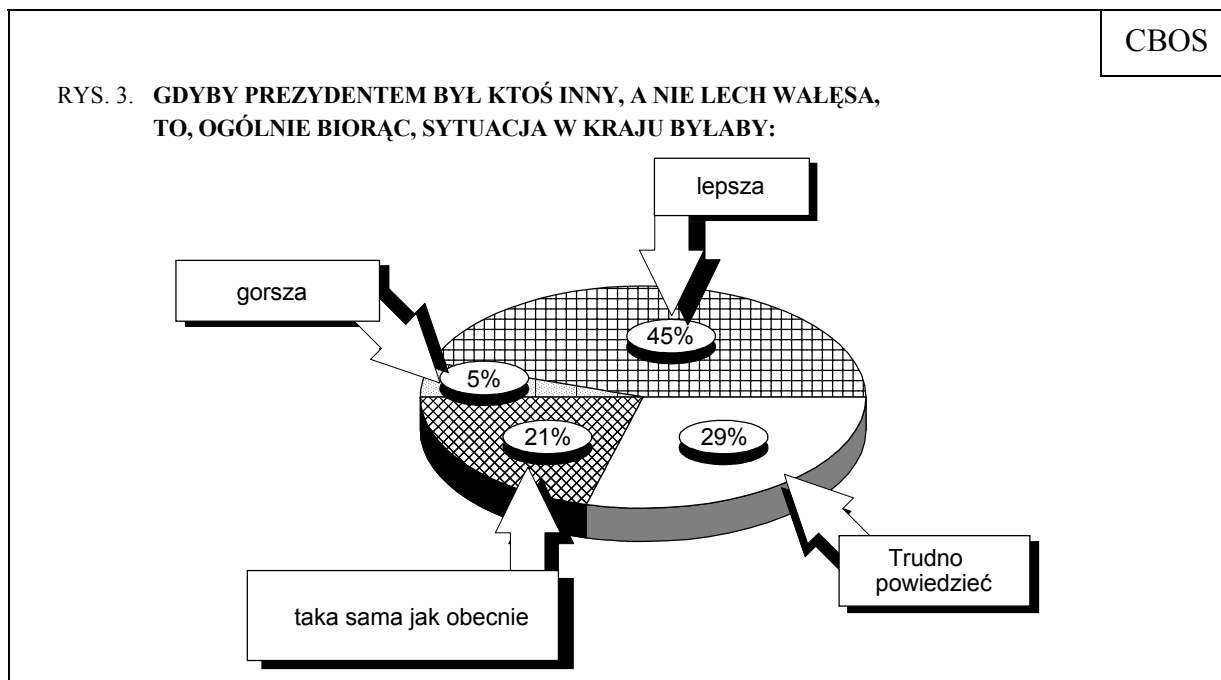 CBOS
RYS. 3. GDYBY PREZYDENTEM BYŁ KTOŚ INNY, A NIE LECH WAŁĘSA,
TO, OGÓLNIE BIORĄC, SYTUACJA W KRAJU BYŁABY:
lepsza
gorsza
45%
5%
21%
29%
Trudno
powiedzieć
taka sama jak obecnie